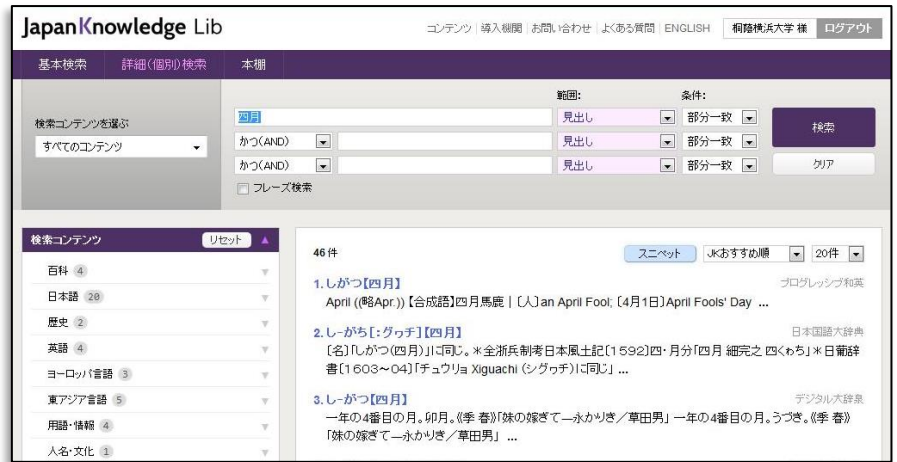 JapanKnowledge Lib
コンテンツ | 導入機関 | お問い合わせ | よくある質問 | ENGLISH 桐蔭横浜大学 様 ログアウト
基本検索 詳細(個別)検索 本棚
範囲: 条件:
検索コンテンツを選ぶ
すべてのコンテンツ
四月 見出し 部分一致
検索
かつ(AND) 見出し 部分一致
かつ(AND) 見出し 部分一致
クリア
フレーズ検索
検索コンテンツ リセット
百科 4
日本語 20
歴史 2
英語 4
ヨーロッパ言語 3
東アジア言語 5
用語・情報 4
人名・文化 1
46件 スニペット JKおすすめ順 20件
1. しがつ【四月】 プログレッシブ和英
April ((略Apr.)) 【合成語】四月馬鹿 | 〔人〕an April Fool; 〔4月1日〕April Fools' Day ...
2. し‐がち[:グヮチ]【四月】 日本国語大辞典
〔名〕「しがつ(四月)」に同じ。＊全浙兵制考日本風土記〔1592〕四・月分「四月 細完之 四くゎち」＊日葡辞
書〔1603～04〕「チュウリョ Xiguachi (シグヮチ)に同じ」 ...
3. し‐がつ【四月】 デジタル大辞泉
一年の4番目の月。卯月。《季 春》「妹の嫁ぎて―永かりき／草田男」 一年の4番目の月。うづき。《季 春》
「妹の嫁ぎて―永かりき／草田男」 ...